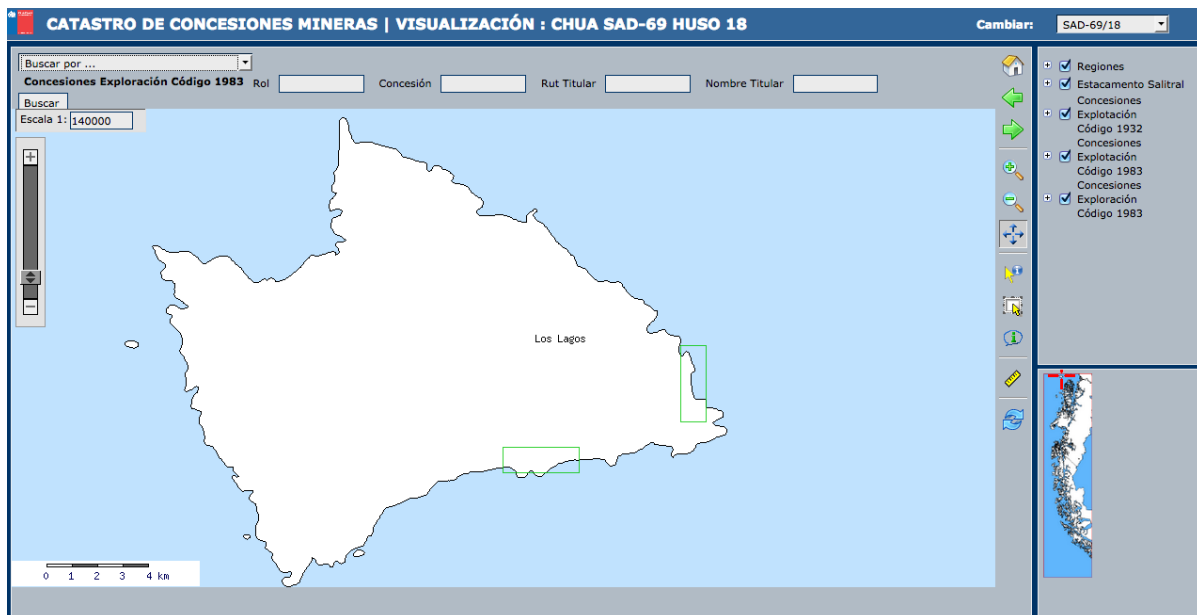 CATASTRO DE CONCESIONES MINERAS | VISUALIZACIÓN : CHUA SAD-69 HUSO 18
Cambiar: SAD-69/18
Buscar por ...
Concesiones Exploración Código 1983 Rol Concesión Rut Titular Nombre Titular
Buscar
Escala 1: 140000
Los Lagos
0 1 2 3 4 km
Regiones
Estacamento Salitral
Concesiones
Explotación
Código 1932
Concesiones
Explotación
Código 1983
Concesiones
Exploración
Código 1983